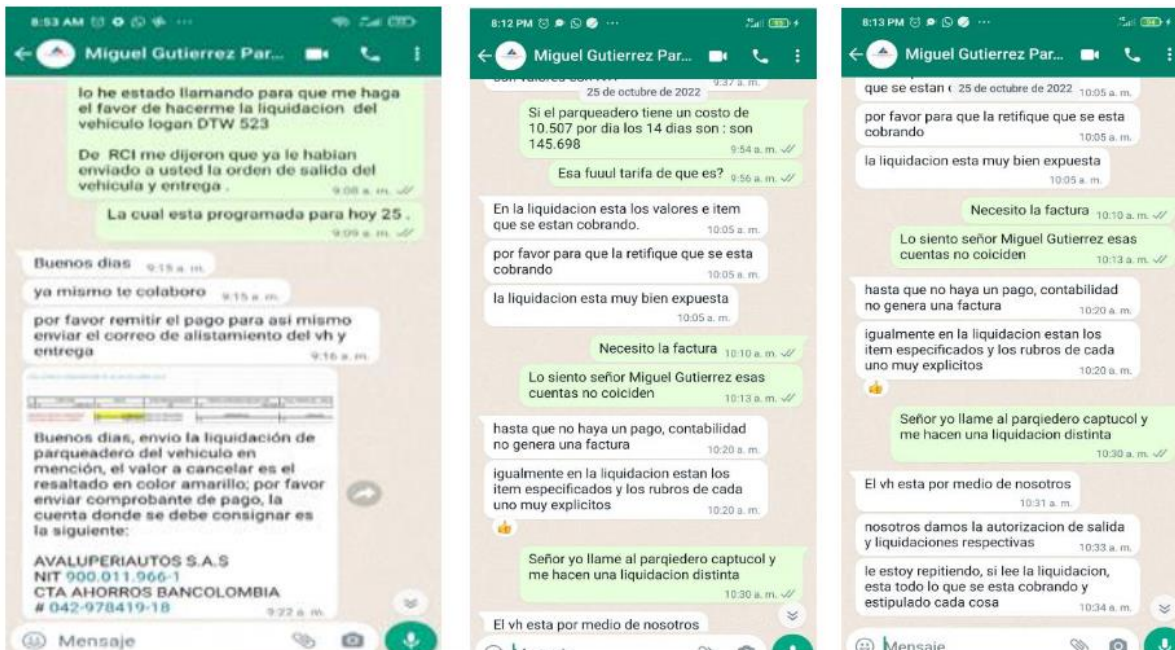 8:53 AM
Miguel Gutierrez Par...
lo he estado llamando para que me haga
el favor de hacerme la liquidacion del
vehiculo logan DTW 523
De RCI me dijeron que ya le habian
enviado a usted la orden de salida del
vehicula y entrega .
9:08 a. m.
La cual esta programada para hoy 25 .
9:09 a. m.
Buenos dias 9:15 a. m.
ya mismo te colaboro 9:15 a. m.
por favor remitir el pago para asi mismo
enviar el correo de alistamiento del vh y
entrega 9:16 a. m.
Buenos dias, envio la liquidación de
parqueadero del vehiculo en
mención, el valor a cancelar es el
resaltado en color amarillo; por favor
enviar comprobante de pago, la
cuenta donde se debe consignar es
la siguiente:
AVALUPERIAUTOS S.A.S
NIT 900.011.966-1
CTA AHORROS BANCOLOMBIA
# 042-978419-18
9:22 a. m.
Mensaje
8:12 PM
Miguel Gutierrez Par...
9:37 a. m.
25 de octubre de 2022
Si el parqueadero tiene un costo de
10.507 por dia los 14 dias son : son
145.698
9:54 a. m.
Esa fuuul tarifa de que es? 9:56 a. m.
En la liquidacion esta los valores e item
que se estan cobrando. 10:05 a. m.
por favor para que la retifique que se esta
cobrando 10:05 a. m.
la liquidacion esta muy bien expuesta
10:05 a. m.
Necesito la factura 10:10 a. m.
Lo siento señor Miguel Gutierrez esas
cuentas no coiciden 10:13 a. m.
hasta que no haya un pago, contabilidad
no genera una factura 10:20 a. m.
igualmente en la liquidacion estan los
item especificados y los rubros de cada
uno muy explicitos 10:20 a. m.
Señor yo llame al parqiedero captucol y
me hacen una liquidacion distinta
10:30 a. m.
El vh esta por medio de nosotros
8:13 PM
Miguel Gutierrez Par...
que se estan c 25 de octubre de 2022 10:05 a. m.
por favor para que la retifique que se esta
cobrando 10:05 a. m.
la liquidacion esta muy bien expuesta
10:05 a. m.
Necesito la factura 10:10 a. m.
Lo siento señor Miguel Gutierrez esas
cuentas no coiciden 10:13 a. m.
hasta que no haya un pago, contabilidad
no genera una factura 10:20 a. m.
igualmente en la liquidacion estan los
item especificados y los rubros de cada
uno muy explicitos 10:20 a. m.
Señor yo llame al parqiedero captucol y
me hacen una liquidacion distinta
10:30 a. m.
El vh esta por medio de nosotros
10:31 a. m.
nosotros damos la autorizacion de salida
y liquidaciones respectivas 10:33 a. m.
le estoy repitiendo, si lee la liquidacion,
esta todo lo que se esta cobrando y
estipulado cada cosa 10:34 a. m.
Mensaje